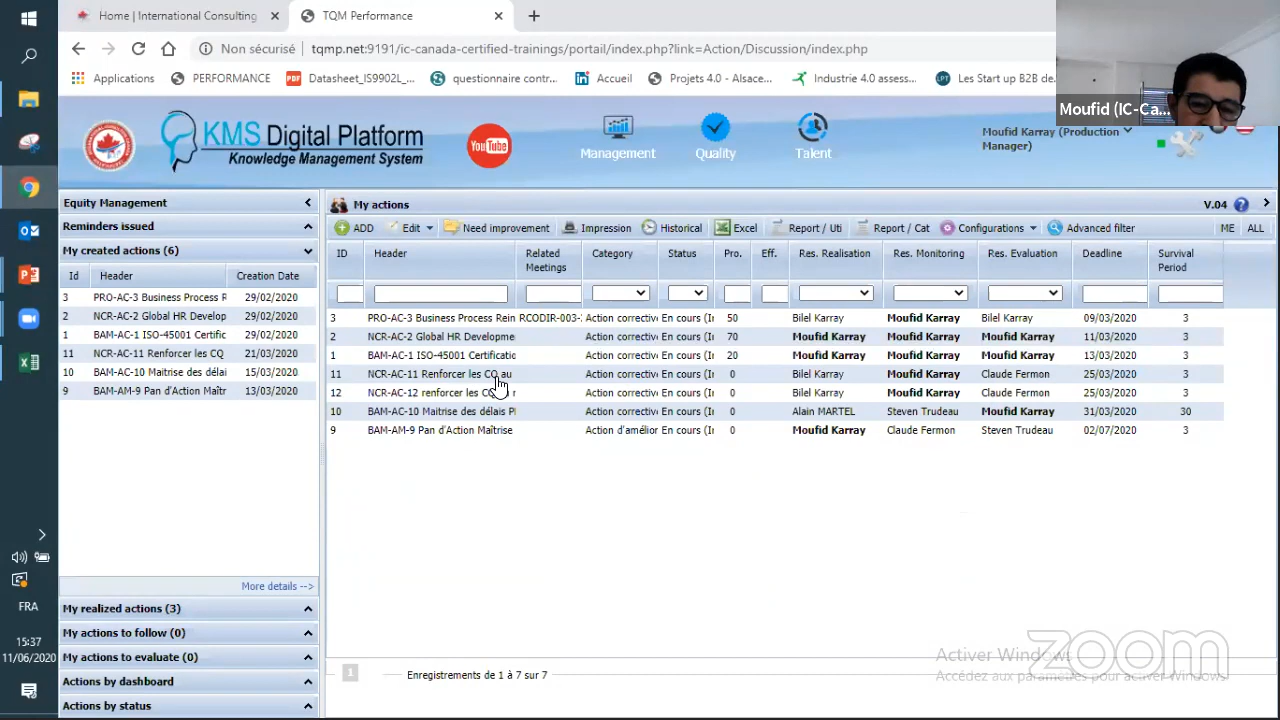 Home | International Consulting
TQM Performance
Non sécurisé | tqmp.net:9191/ic-canada-certified-trainings/portail/index.php?link=Action/Discussion/index.php
Applications PERFORMANCE Datasheet_IS9902L_... questionnaire contr... Accueil Projets 4.0 - Alsace... Industrie 4.0 assess... Les Start up B2B de
Moufid (IC-Ca...
KMS Digital Platform
Knowledge Management System
YouTube
Management Quality Talent
Moufid Karray (Production
Manager)
Equity Management
Reminders issued
My created actions (6)
Id Header Creation Date
3 PRO-AC-3 Business Process R 29/02/2020
2 NCR-AC-2 Global HR Develop 29/02/2020
1 BAM-AC-1 ISO-45001 Certific 29/02/2020
11 NCR-AC-11 Renforcer les CQ 21/03/2020
10 BAM-AC-10 Maitrise des délai 15/03/2020
9 BAM-AM-9 Pan d'Action Maîtr 13/03/2020
More details -->
My realized actions (3)
My actions to follow (0)
My actions to evaluate (0)
Actions by dashboard
Actions by status
My actions V.04
ADD Edit Need improvement Impression Historical Excel Report / Uti Report / Cat Configurations Advanced filter ME ALL
ID Header Related Meetings Category Status Pro. Eff. Res. Realisation Res. Monitoring Res. Evaluation Deadline Survival Period
3 PRO-AC-3 Business Process Rein RCODIR-003-2 Action correctiv En cours (Ir 50 Bilel Karray Moufid Karray Bilel Karray 09/03/2020 3
2 NCR-AC-2 Global HR Developme Action correctiv En cours (Ir 70 Moufid Karray Moufid Karray Moufid Karray 11/03/2020 3
1 BAM-AC-1 ISO-45001 Certificatio Action correctiv En cours (Ir 20 Moufid Karray Moufid Karray Moufid Karray 13/03/2020 3
11 NCR-AC-11 Renforcer les CQ au Action correctiv En cours (Ir 0 Bilel Karray Moufid Karray Claude Fermon 25/03/2020 3
12 NCR-AC-12 renforcer les CQ Action correctiv En cours (Ir 0 Bilel Karray Moufid Karray Claude Fermon 25/03/2020 3
10 BAM-AC-10 Maitrise des délais Pl Action correctiv En cours (Ir 0 Alain MARTEL Steven Trudeau Moufid Karray 31/03/2020 30
9 BAM-AM-9 Pan d'Action Maîtrise Action d'amélior En cours (Ir 0 Moufid Karray Claude Fermon Steven Trudeau 02/07/2020 3
1 Enregistrements de 1 à 7 sur 7
Activer Windows
Accédez aux paramètres pour activer Windows.
zoom
FRA
15:37
11/06/2020